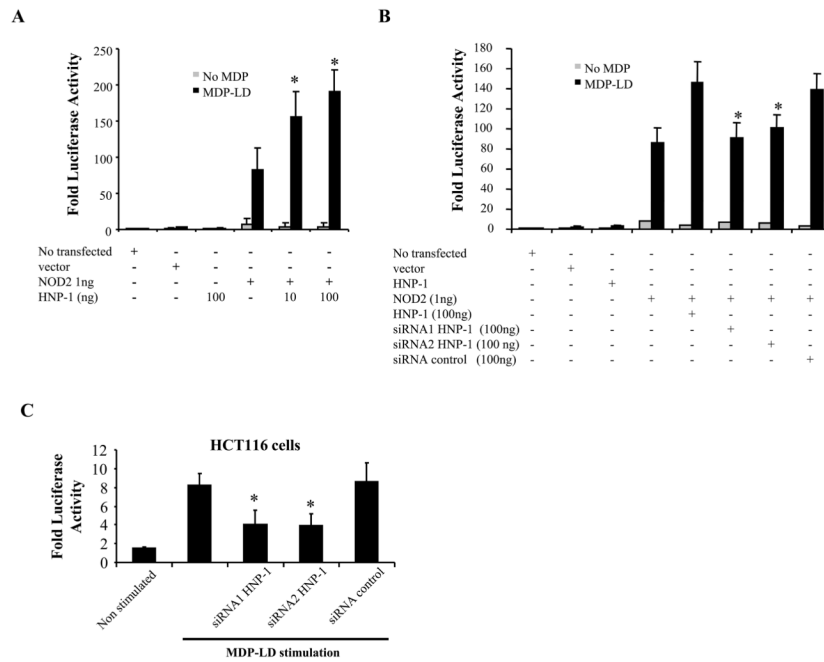 A
Fold Luciferase Activity
250
200
150
100
50
0
No MDP
MDP-LD
*
*
No transfected + - - - - -
vector - + - - - -
NOD2 1ng - - - + + +
HNP-1 (ng) - - 100 - 10 100
B
Fold Luciferase Activity
180
160
140
120
100
80
60
40
20
0
No MDP
MDP-LD
*
*
No transfected + - - - - - - -
vector - + - - - - - -
HNP-1 - - + - - - - -
NOD2 (1ng) - - - + + + + +
HNP-1 (100ng) - - - - + - - -
siRNA1 HNP-1 (100ng) - - - - - + - -
siRNA2 HNP-1 (100 ng) - - - - - - + -
siRNA control (100ng) - - - - - - - +
C
HCT116 cells
Fold Luciferase
Activity
12
10
8
6
4
2
0
*
*
Non stimulated
siRNA1 HNP-1
siRNA2 HNP-1
siRNA control
MDP-LD stimulation